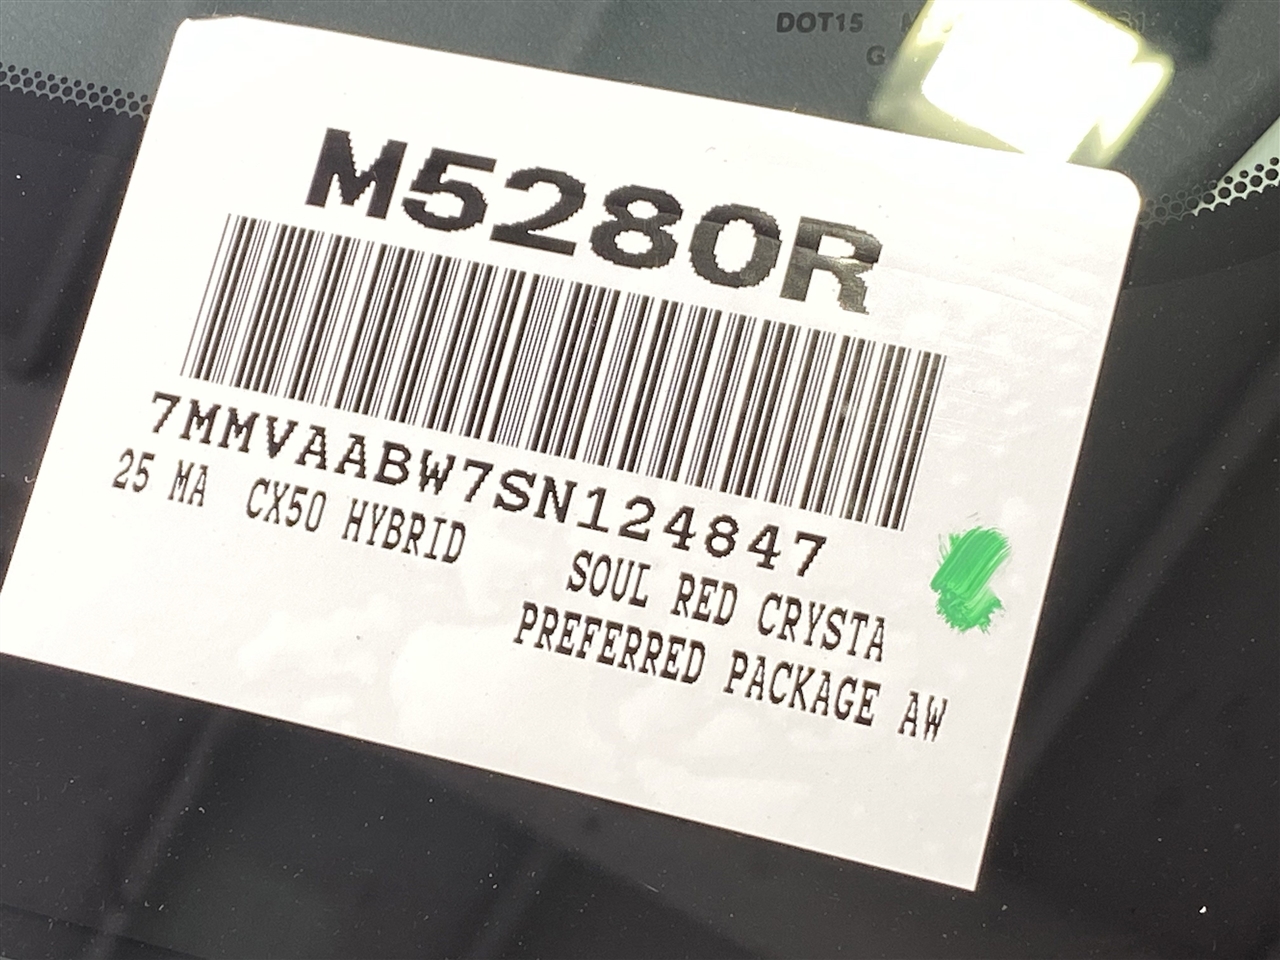 DOT15
G
M5280R
7MMVAABW7SN124847
25 MA CX50 HYBRID
SOUL RED CRYSTA
PREFERRED PACKAGE AW